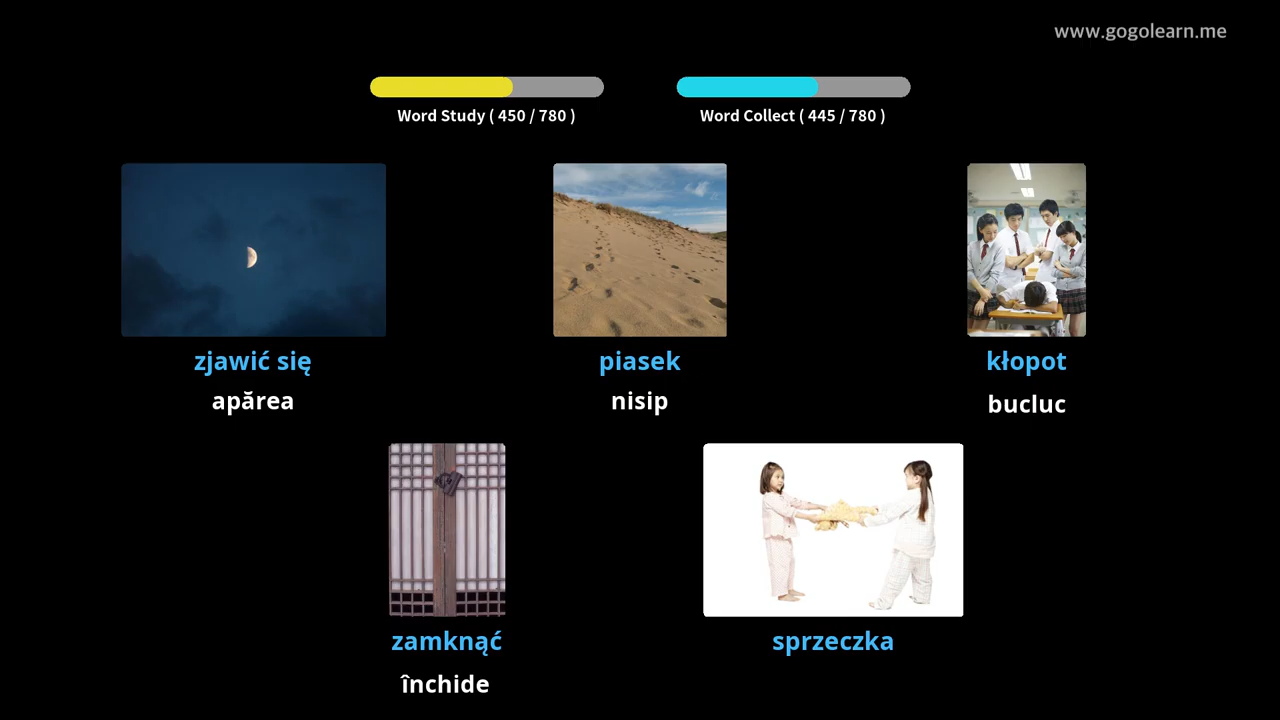 www.gogolearn.me
Word Study ( 450 / 780 )
Word Collect ( 445 / 780 )
zjawić się
apărea
piasek
nisip
kłopot
bucluc
zamknąć
închide
sprzeczka